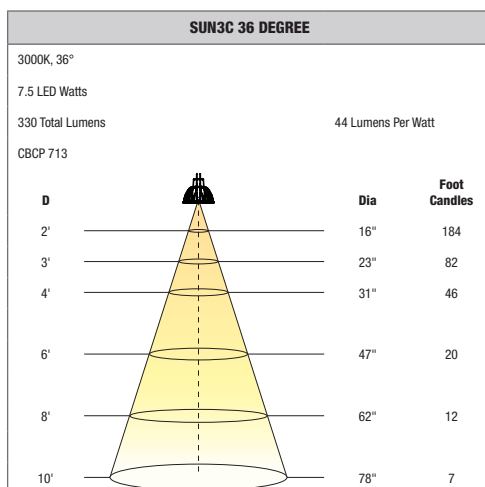 SUN3C 36 DEGREE
3000K, 36°
7.5 LED Watts
330 Total Lumens 44 Lumens Per Watt
CBCP 713
D Dia Foot Candles
2' 16" 184
3' 23" 82
4' 31" 46
6' 47" 20
8' 62" 12
10' 78" 7